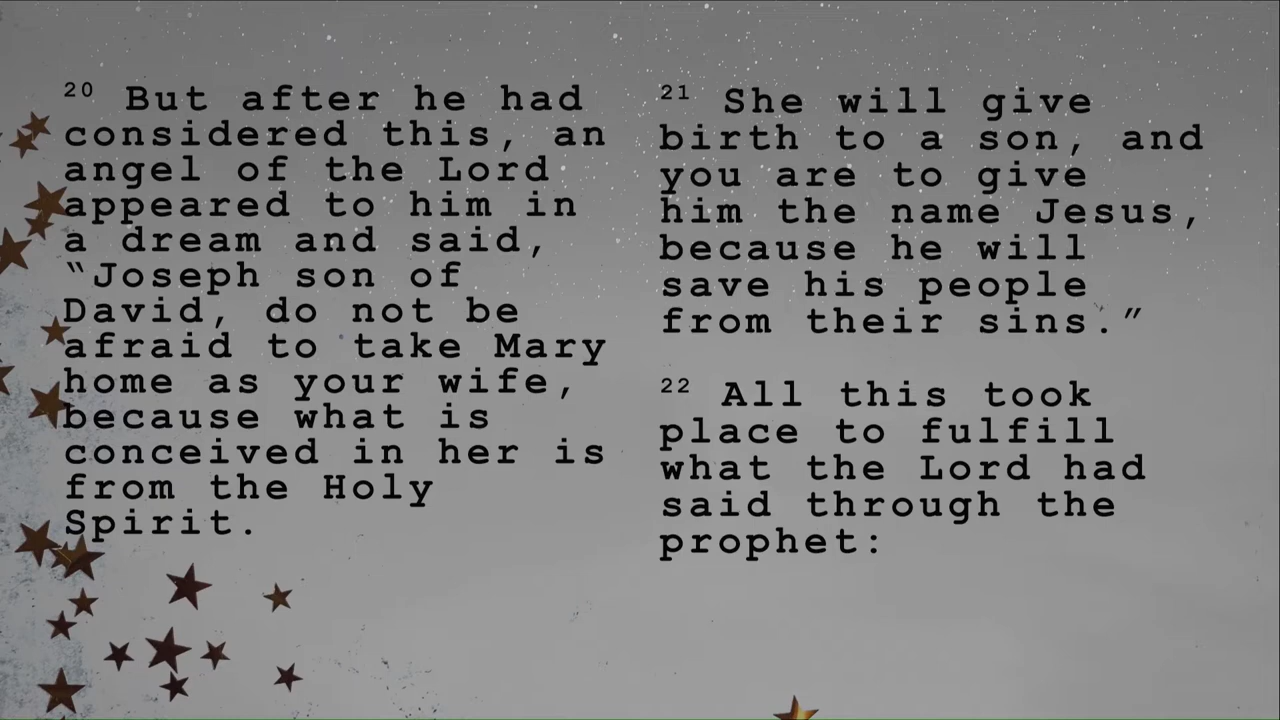 20 But after he had
considered this, an
angel of the Lord
appeared to him in
a dream and said,
“Joseph son of
David, do not be
afraid to take Mary
home as your wife,
because what is
conceived in her is
from the Holy
Spirit.
21 She will give
birth to a son, and
you are to give
him the name Jesus,
because he will
save his people
from their sins.”
22 All this took
place to fulfill
what the Lord had
said through the
prophet: